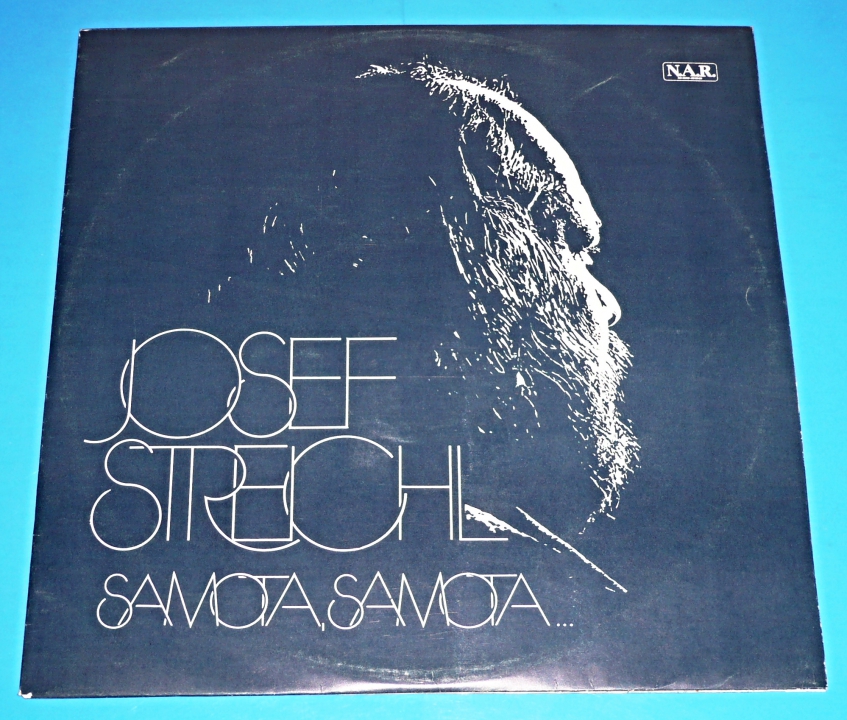 N.A.R.
JOSEF
STREICHL
SAMOTA, SAMOTA...